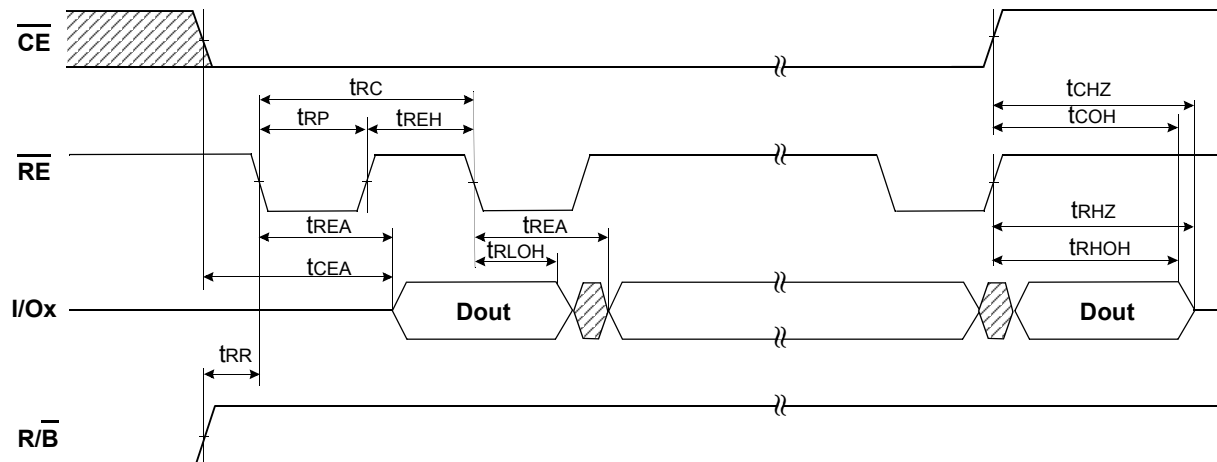 CE
tRC
tCHZ
tRP
tREH
tCOH
RE
tREA
tREA
tRHZ
tCEA
tRLOH
tRHOH
I/Ox
Dout
Dout
tRR
R/B